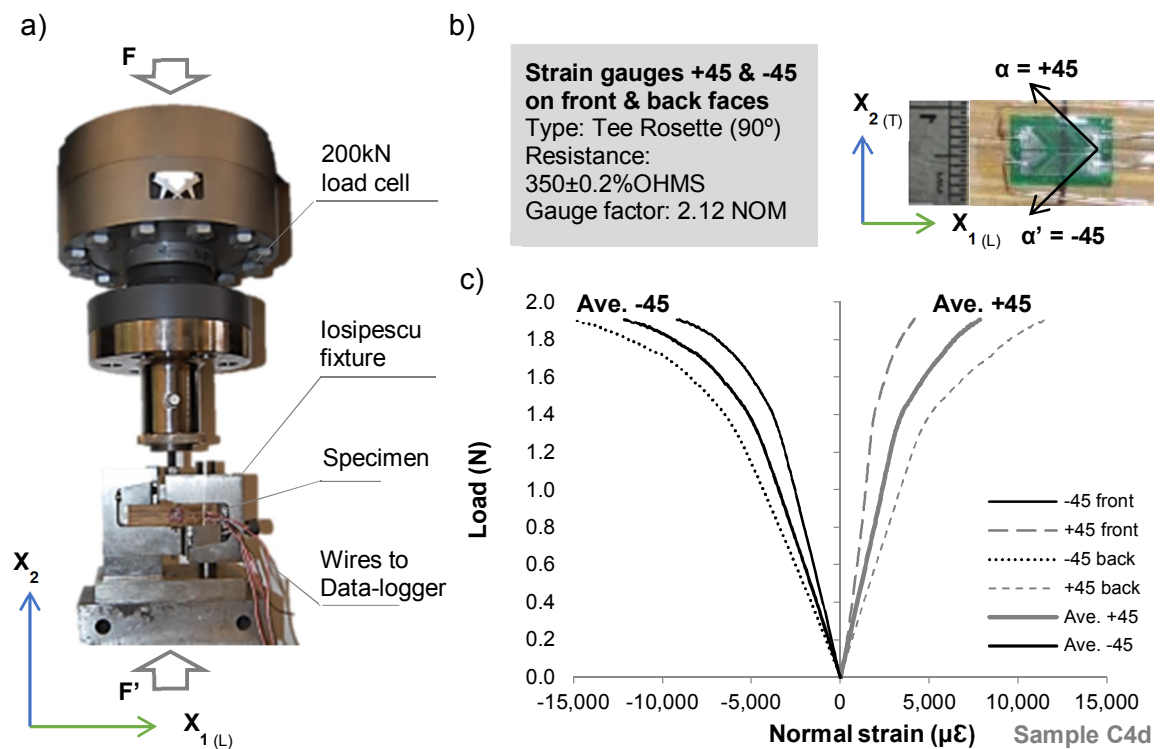 a)
F
200kN
load cell
Iosipescu
fixture
Specimen
Wires to
Data-logger
X2
F'
X1 (L)
b)
Strain gauges +45 & -45
on front & back faces
Type: Tee Rosette (90º)
Resistance:
350±0.2%OHMS
Gauge factor: 2.12 NOM
X2 (T)
X1 (L)
1
α = +45
α' = -45
c)
Ave. -45
Ave. +45
Load (N)
2.0
1.8
1.6
1.4
1.2
1.0
0.8
0.6
0.4
0.2
0.0
-15,000 -10,000 -5,000 0 5,000 10,000 15,000
Normal strain (µƐ)
Sample C4d
-45 front
+45 front
-45 back
+45 back
Ave. +45
Ave. -45